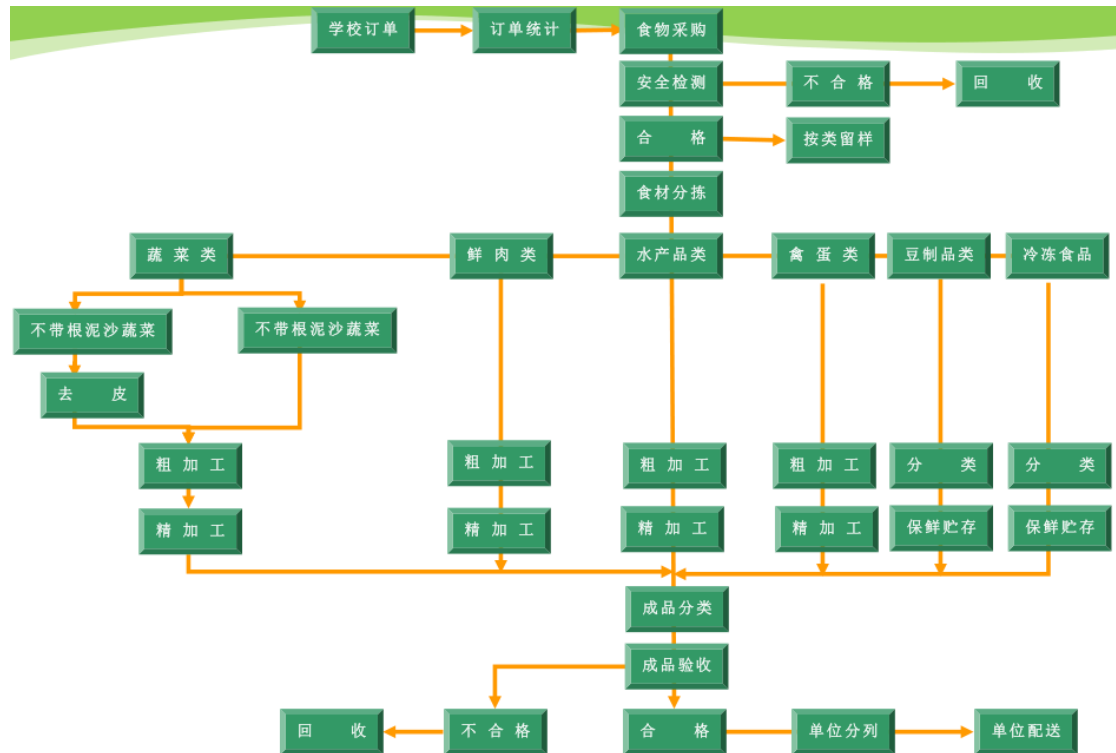 学校订单
订单统计
食物采购
安全检测
不合格
回收
合格
按类留样
食材分拣
蔬菜类
鲜肉类
水产品类
禽蛋类
豆制品类
冷冻食品
不带根泥沙蔬菜
不带根泥沙蔬菜
去皮
粗加工
粗加工
粗加工
粗加工
分类
分类
精加工
精加工
精加工
精加工
保鲜贮存
保鲜贮存
成品分类
成品验收
回收
不合格
合格
单位分列
单位配送